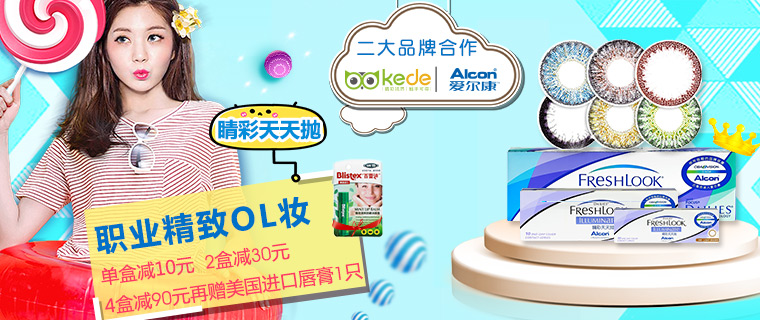 二大品牌合作
kede
Alcon
爱尔康
睛彩天天抛
Blistex
职业精致OL妆
单盒减10元 2盒减30元
4盒减90元再赠美国进口唇膏1只
FRESHLOOK
Alcon
FRESHLOOK
ILLUMINATE
Alcon
FRESHLOOK
ILLUMINATE